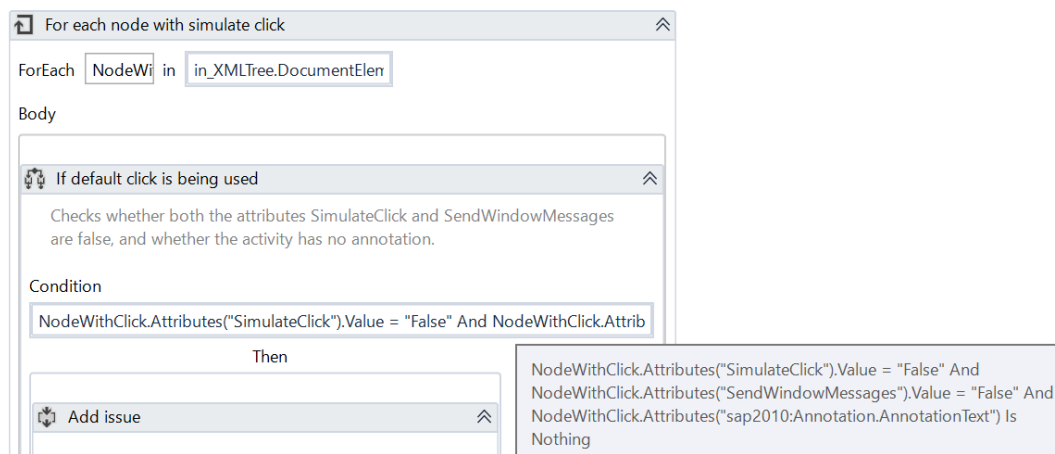 For each node with simulate click
ForEach NodeWi in in_XMLTree.DocumentElen
Body
If default click is being used
Checks whether both the attributes SimulateClick and SendWindowMessages
are false, and whether the activity has no annotation.
Condition
NodeWithClick.Attributes("SimulateClick").Value = "False" And NodeWithClick.Attrib
Then
NodeWithClick.Attributes("SimulateClick").Value = "False" And
NodeWithClick.Attributes("SendWindowMessages").Value = "False" And
NodeWithClick.Attributes("sap2010:Annotation.AnnotationText") Is
Nothing
Add issue